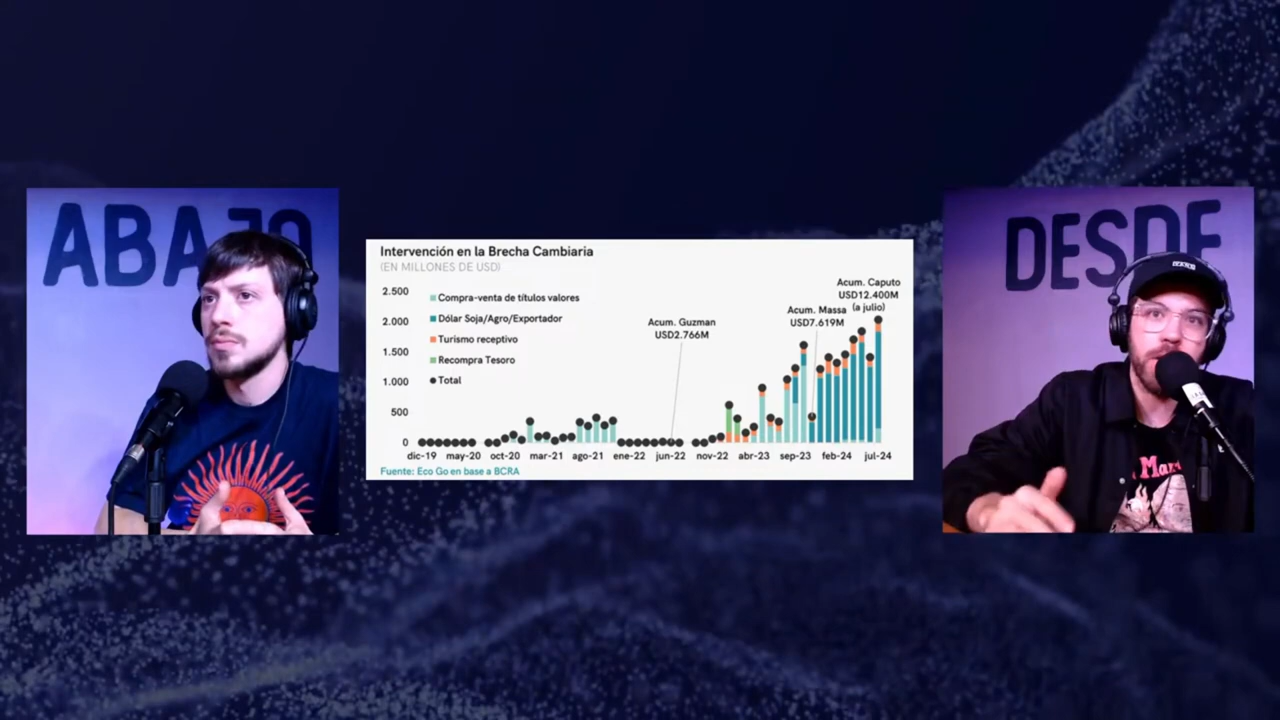 ABAJO
DESDE
Intervención en la Brecha Cambiaria
(EN MILLONES DE USD)
2.500
2.000
1.500
1.000
500
0
Compra-venta de títulos valores
Dólar Soja/Agro/Exportador
Turismo receptivo
Recompra Tesoro
Total
Acum. Guzman
USD2.766M
Acum. Massa
USD7.619M
Acum. Caputo
USD12.400M
(a julio)
dic-19 may-20 oct-20 mar-21 ago-21 ene-22 jun-22 nov-22 abr-23 sep-23 feb-24 jul-24
Fuente: Eco Go en base a BCRA